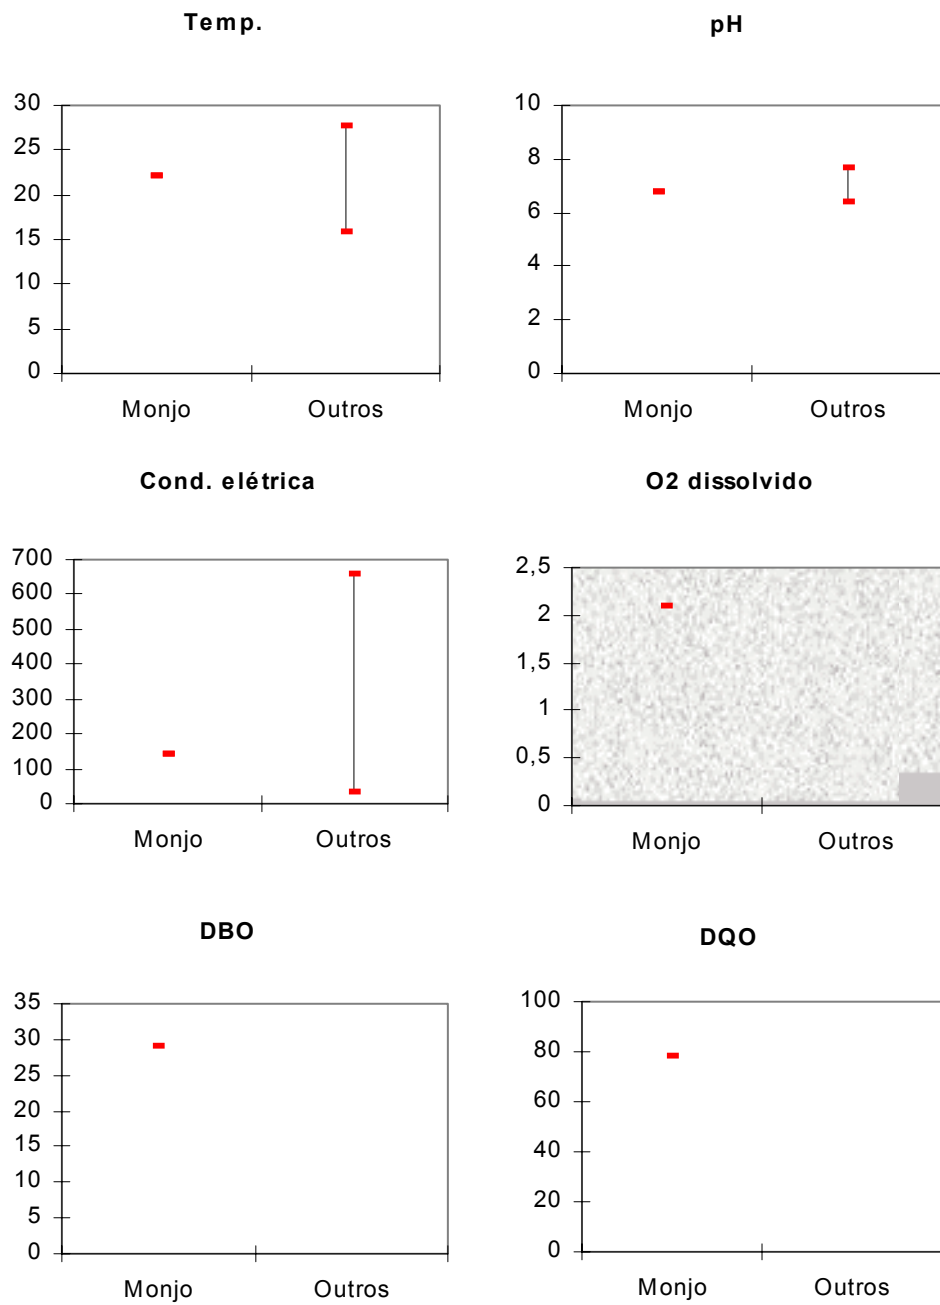 Temp.
30
25
20
15
10
5
0
Monjo
Outros
pH
10
8
6
4
2
0
Monjo
Outros
Cond. elétrica
700
600
500
400
300
200
100
0
Monjo
Outros
O2 dissolvido
2,5
2
1,5
1
0,5
0
Monjo
Outros
DBO
35
30
25
20
15
10
5
0
Monjo
Outros
DQO
100
80
60
40
20
0
Monjo
Outros